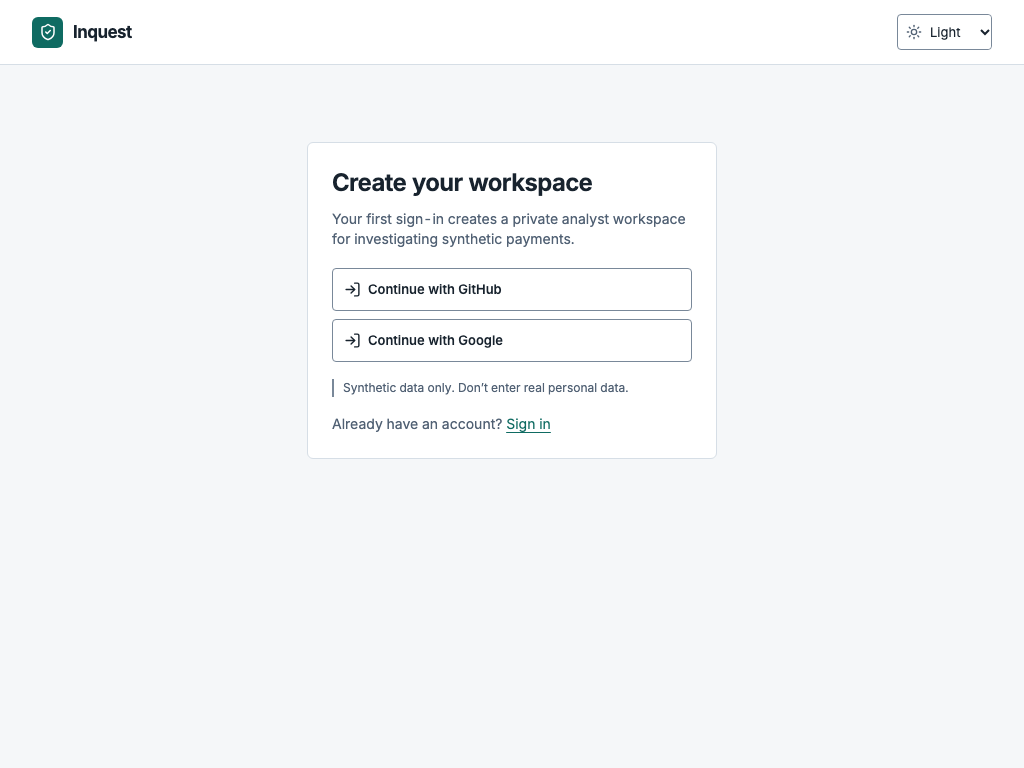 Inquest
Light
Create your workspace
Your first sign-in creates a private analyst workspace
for investigating synthetic payments.
Continue with GitHub
Continue with Google
Synthetic data only. Don’t enter real personal data.
Already have an account? Sign in